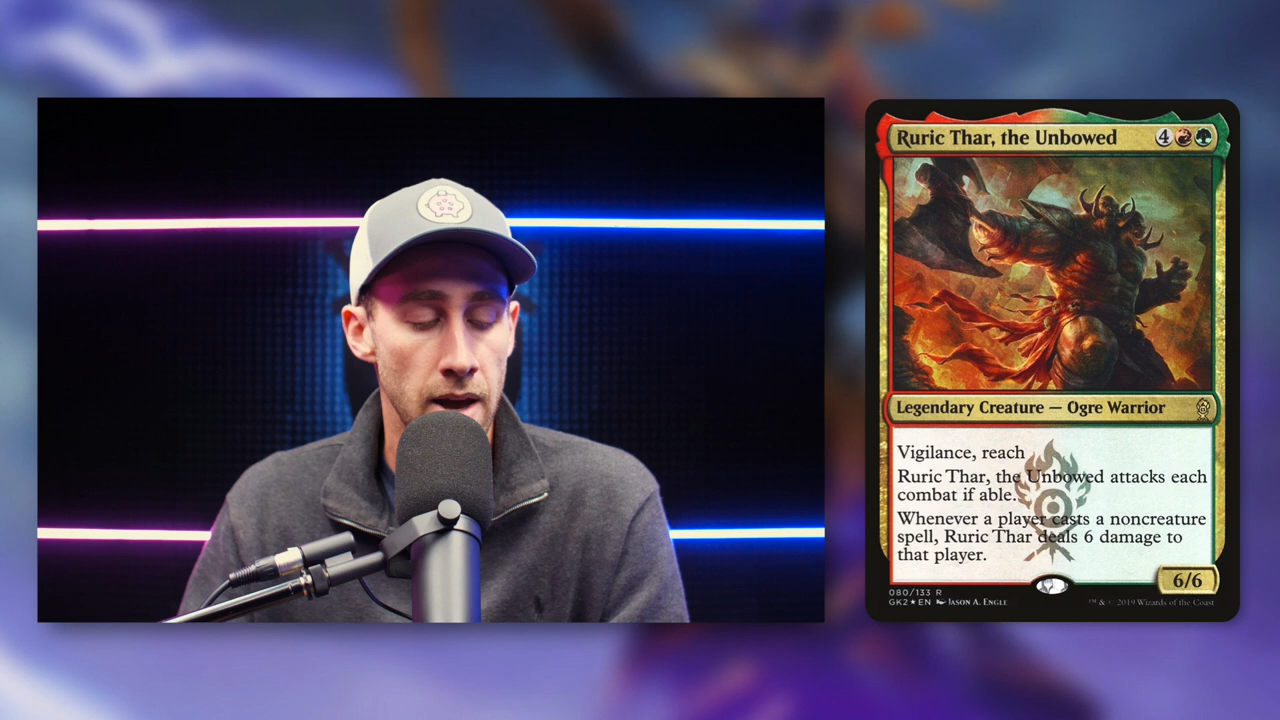 Ruric Thar, the Unbowed 4
Legendary Creature — Ogre Warrior
Vigilance, reach
Ruric Thar, the Unbowed attacks each
combat if able.
Whenever a player casts a noncreature
spell, Ruric Thar deals 6 damage to
that player.
6/6
080/133 R
GK2★EN Jason A. Engle
™ & © 2019 Wizards of the Coast